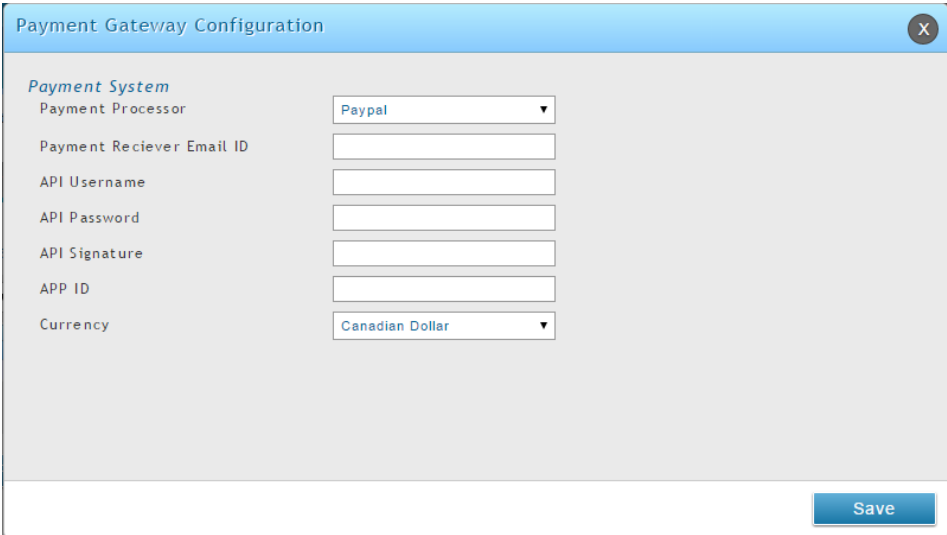 Payment Gateway Configuration
X
Payment System
Payment Processor Paypal
Payment Reciever Email ID
API Username
API Password
API Signature
APP ID
Currency Canadian Dollar
Save